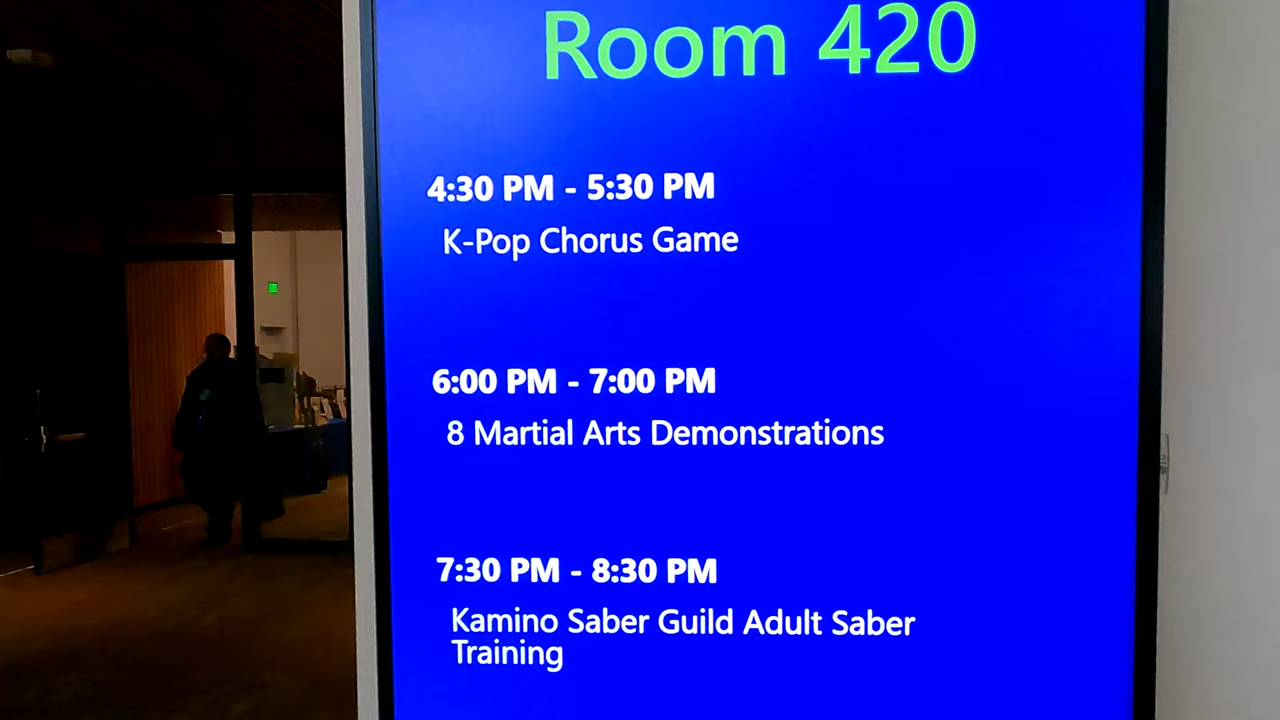 Room 420
4:30 PM - 5:30 PM
K-Pop Chorus Game
6:00 PM - 7:00 PM
8 Martial Arts Demonstrations
7:30 PM - 8:30 PM
Kamino Saber Guild Adult Saber
Training